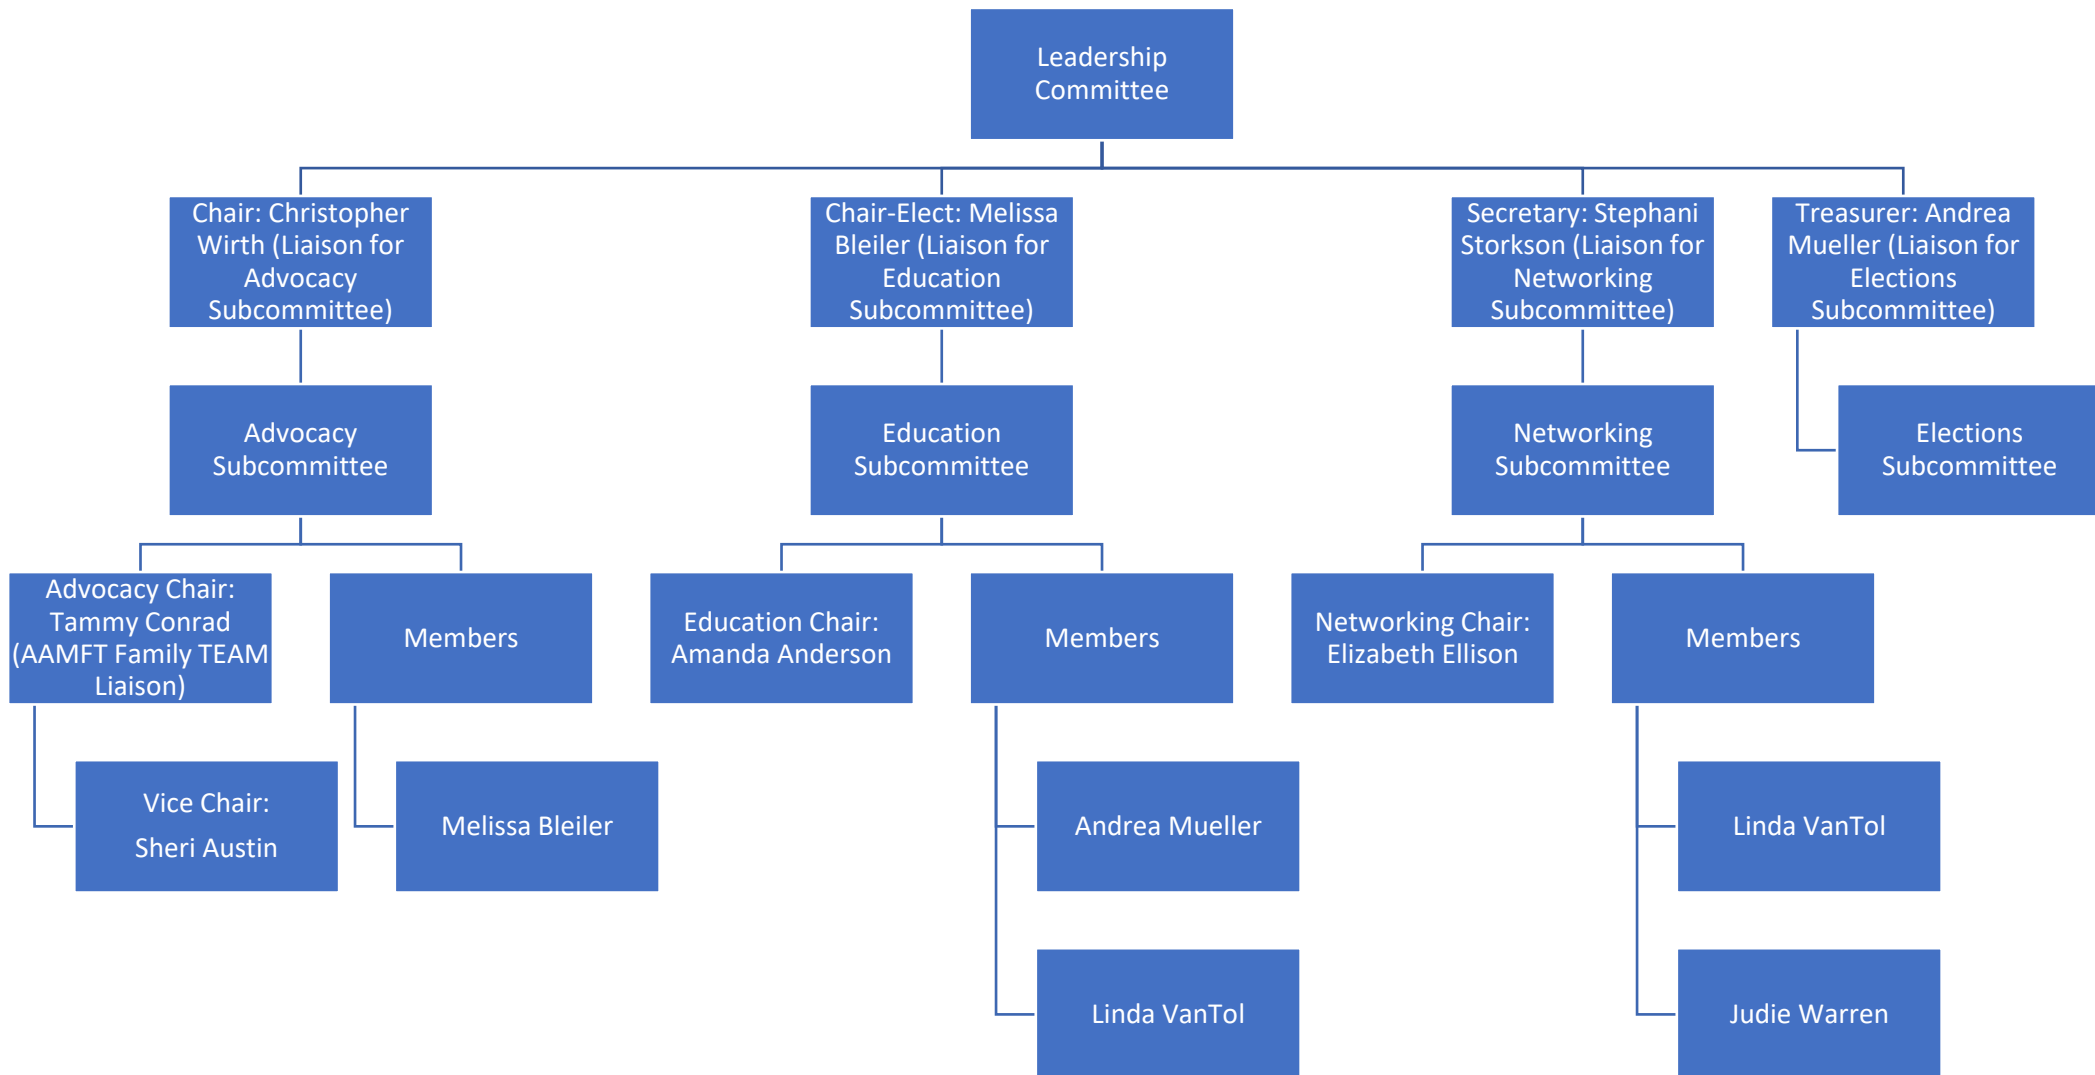 Leadership
Committee
Chair: Christopher
Wirth (Liaison for
Advocacy
Subcommittee)
Chair-Elect: Melissa
Bleiler (Liaison for
Education
Subcommittee)
Secretary: Stephani
Storkson (Liaison for
Networking
Subcommittee)
Treasurer: Andrea
Mueller (Liaison for
Elections
Subcommittee)
Advocacy
Subcommittee
Education
Subcommittee
Networking
Subcommittee
Elections
Subcommittee
Advocacy Chair:
Tammy Conrad
(AAMFT Family TEAM
Liaison)
Members
Education Chair:
Amanda Anderson
Members
Networking Chair:
Elizabeth Ellison
Members
Vice Chair:
Sheri Austin
Melissa Bleiler
Andrea Mueller
Linda VanTol
Linda VanTol
Judie Warren